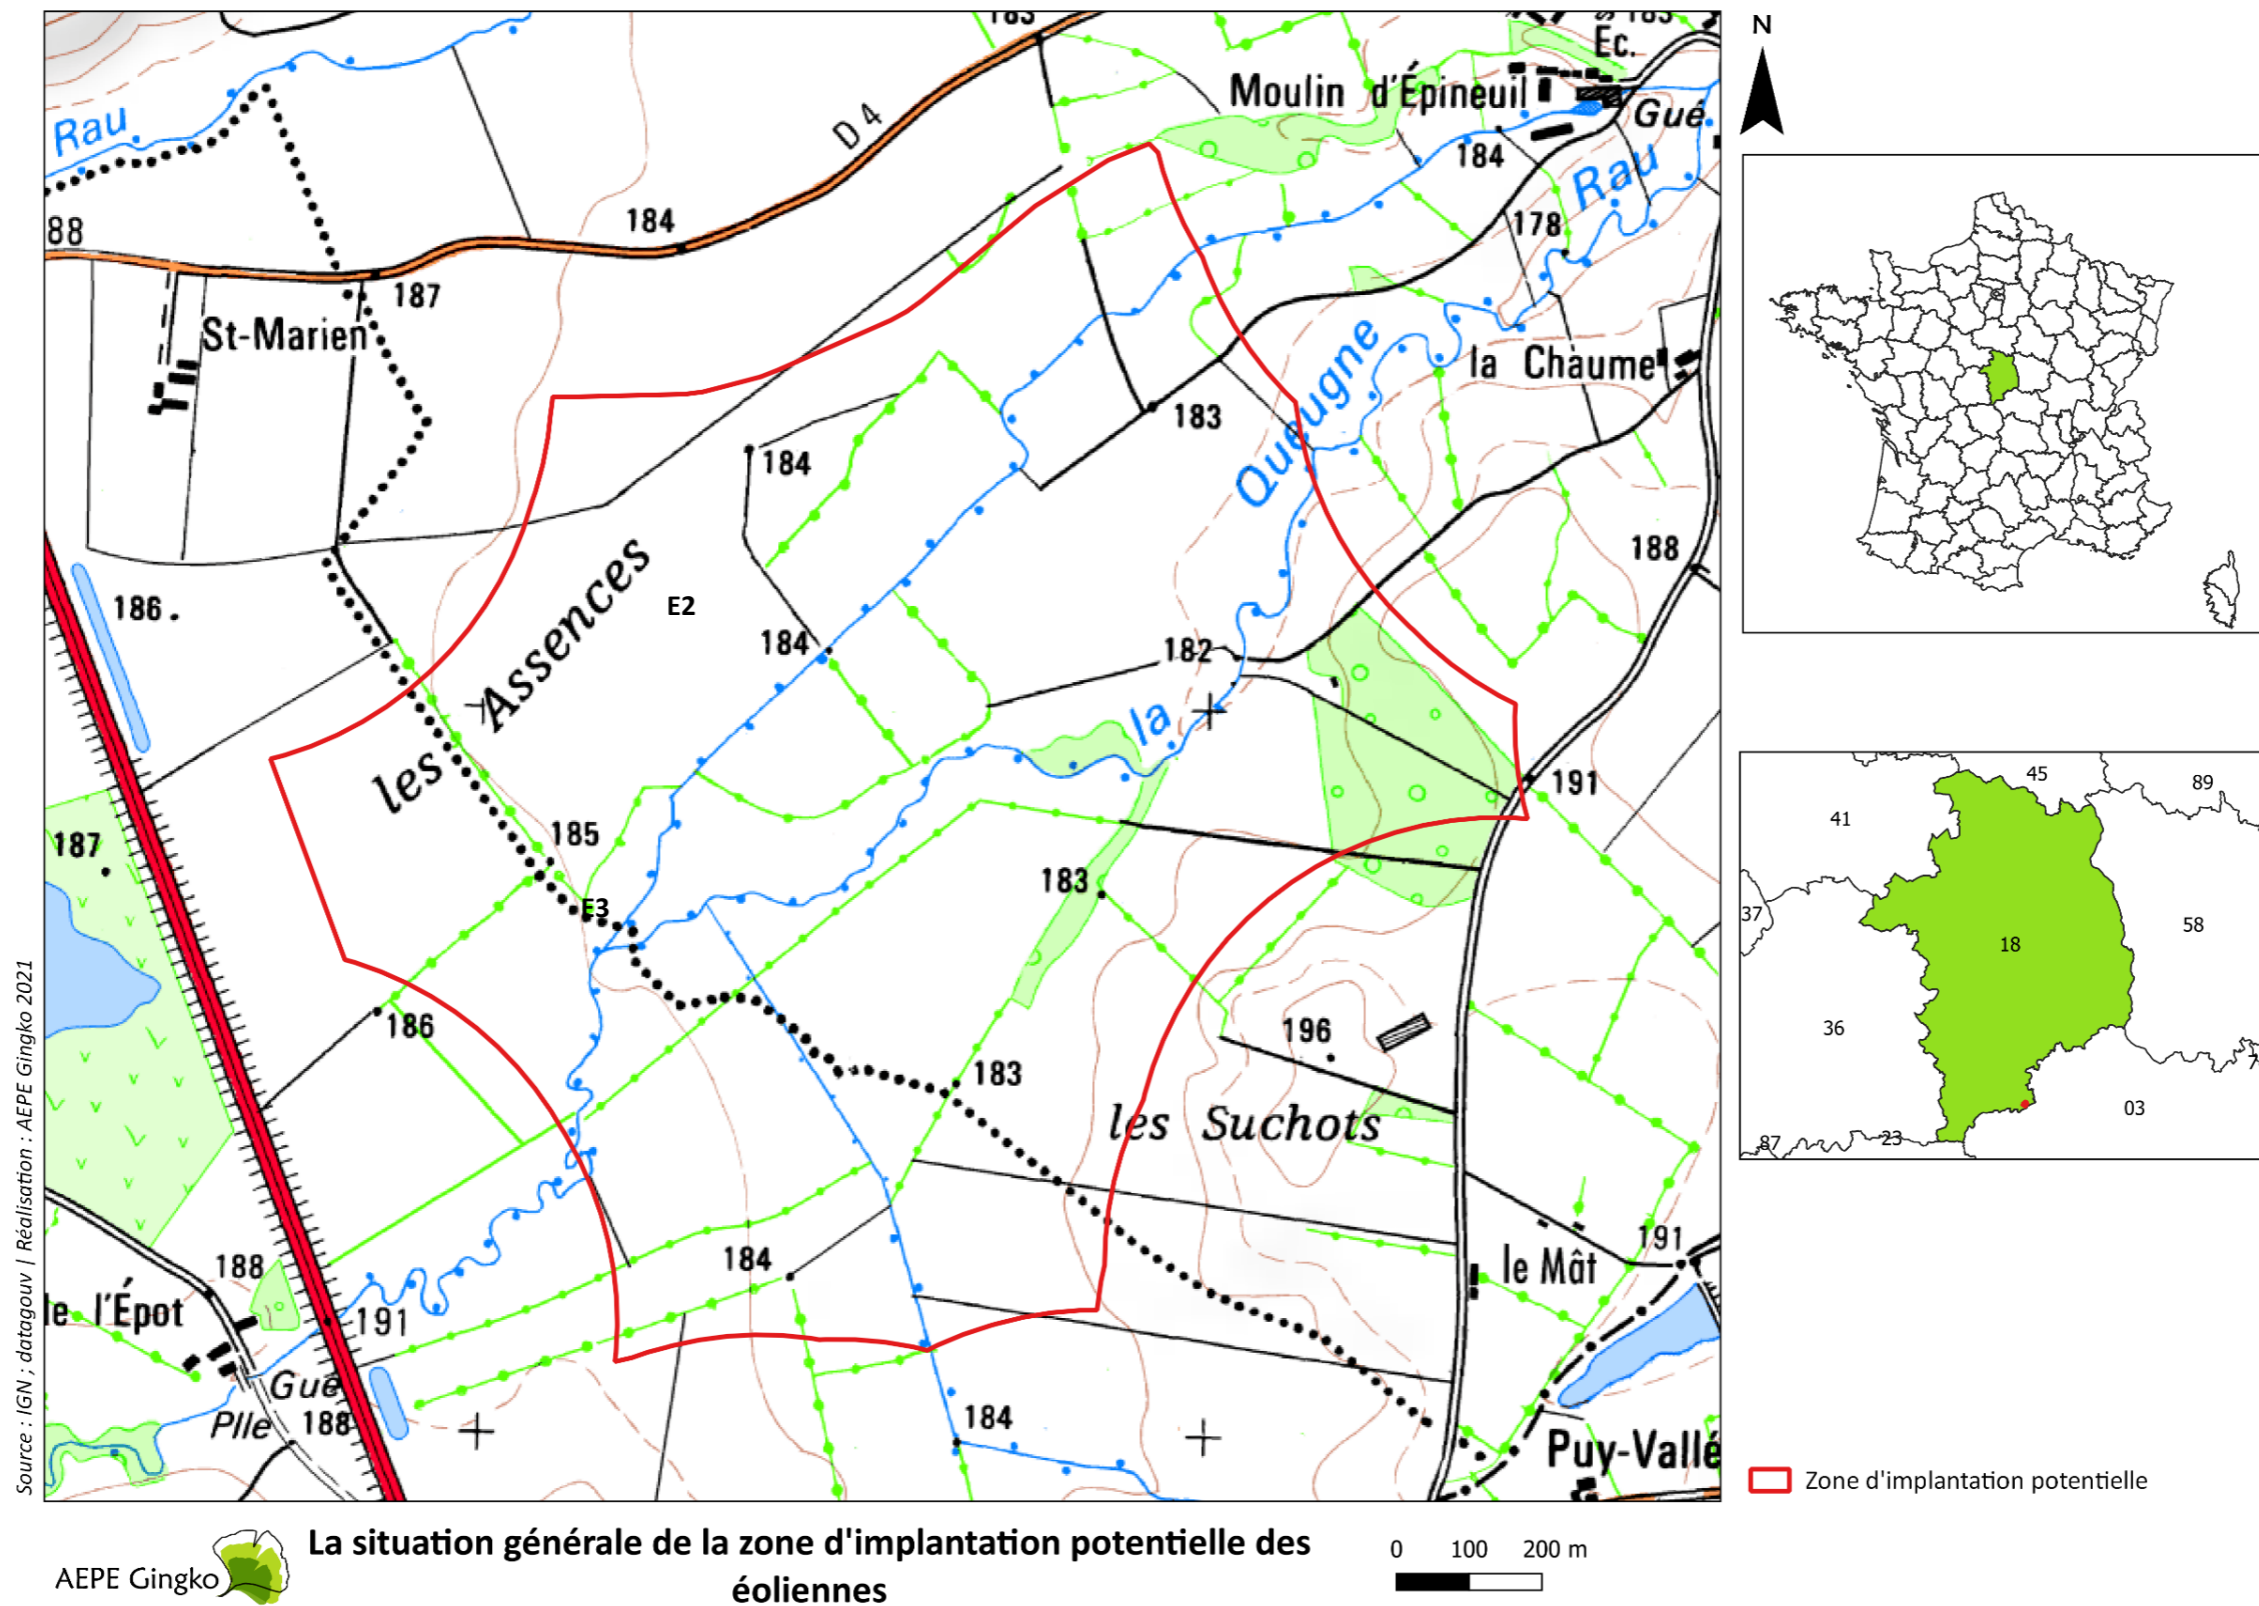 183
183
Éc.
N
Moulin d'Épineuil
Gué
Rau
D 4
184
Rau
184
178
88
187
St-Marien
la Chaume
183
Queugne
184
188
186.
E2
les Assences
184
182
la
191
185
187
183
E3
186
196
183
les Suchots
184
188
le Mât
191
le l'Épot
191
Gué
Plle
188
184
Puy-Vallé
45
89
41
37
18
58
36
7
03
87
23
Zone d'implantation potentielle
Source : IGN ; datagouv | Réalisation : AEPE Gingko 2021
AEPE Gingko
La situation générale de la zone d'implantation potentielle des
éoliennes
0 100 200 m